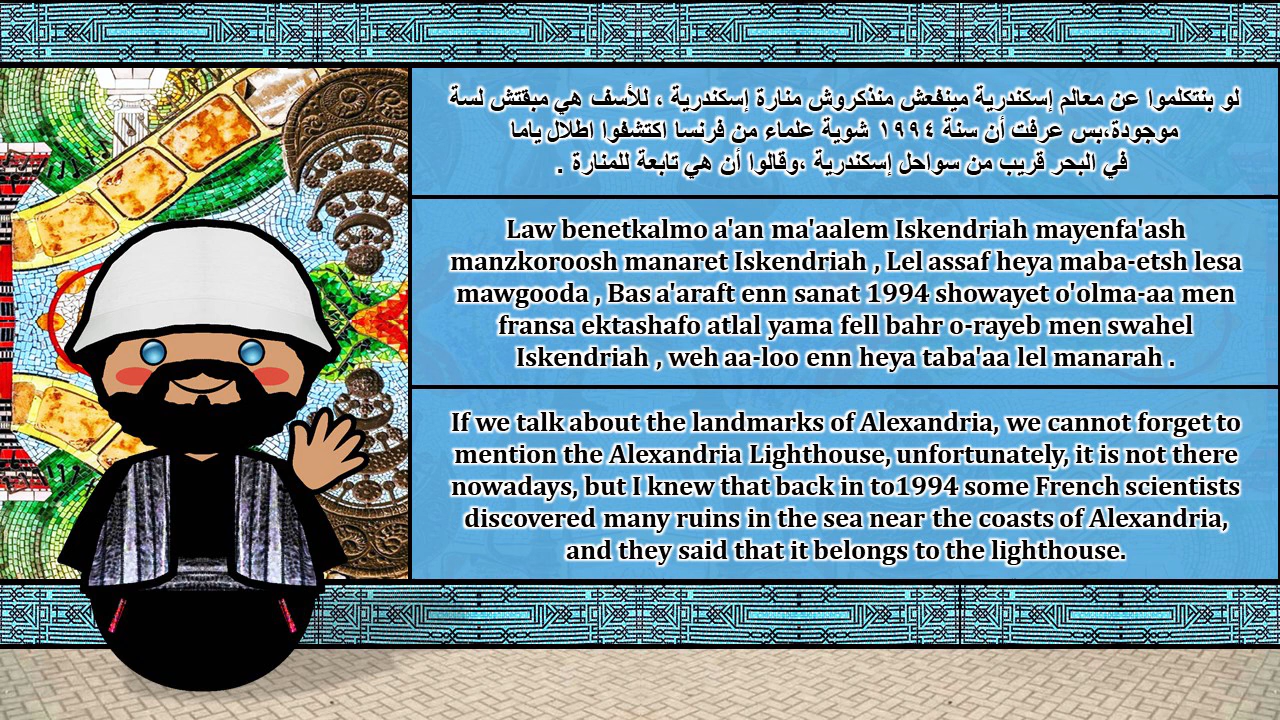 لو بنتكلموا عن معالم إسكندرية مينفعش منذكروش منارة إسكندرية ، للأسف هي مبقتش لسة
موجودة،بس عرفت أن سنة ١٩٩٤ شوية علماء من فرنسا اكتشفوا اطلال ياما
في البحر قريب من سواحل إسكندرية ،وقالوا أن هي تابعة للمنارة .
Law benetkalmo a'an ma'aalem Iskendriah mayenfa'ash
manzkoroosh manaret Iskendriah , Lel assaf heya maba-etsh lesa
mawgooda , Bas a'araft enn sanat 1994 showayet o'olma-aa men
fransa ektashafo atlal yama fell bahr o-rayeb men swahel
Iskendriah , weh aa-loo enn heya taba'aa lel manarah .
If we talk about the landmarks of Alexandria, we cannot forget to
mention the Alexandria Lighthouse, unfortunately, it is not there
nowadays, but I knew that back in to1994 some French scientists
discovered many ruins in the sea near the coasts of Alexandria,
and they said that it belongs to the lighthouse.